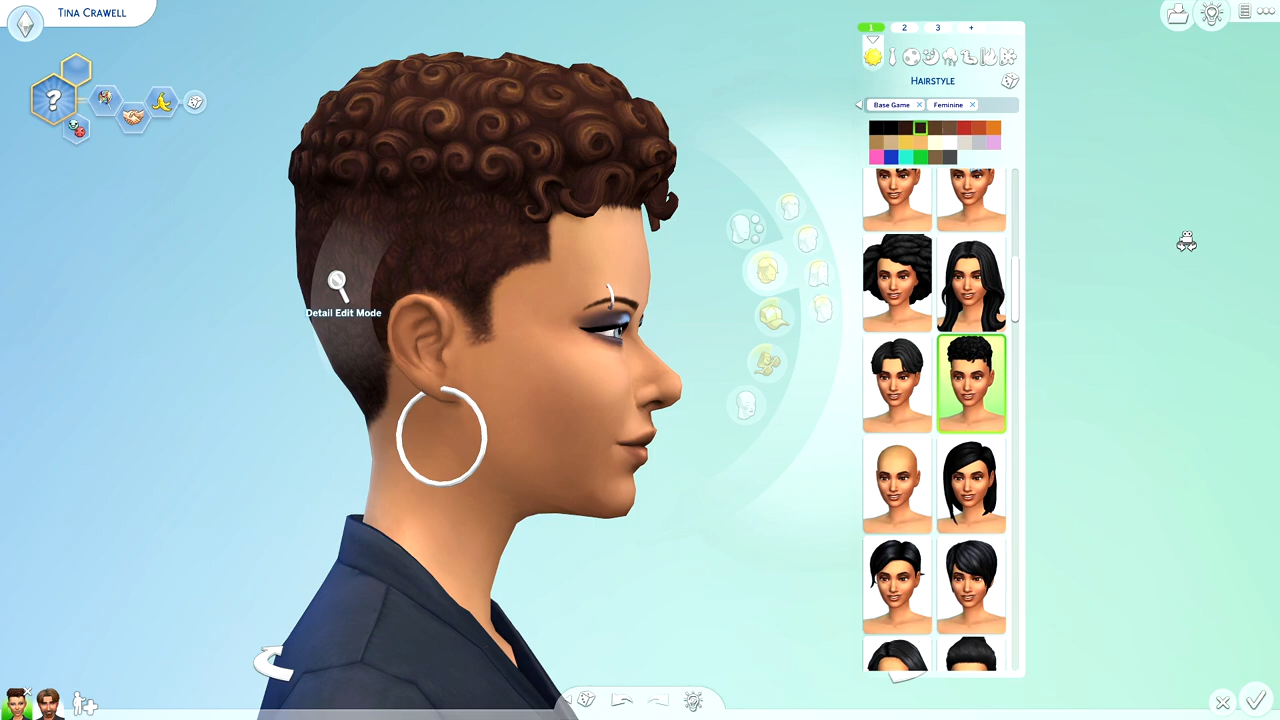 Tina Crawell
1 2 3 +
Hairstyle
Base Game × Feminine ×
?
Detail Edit Mode